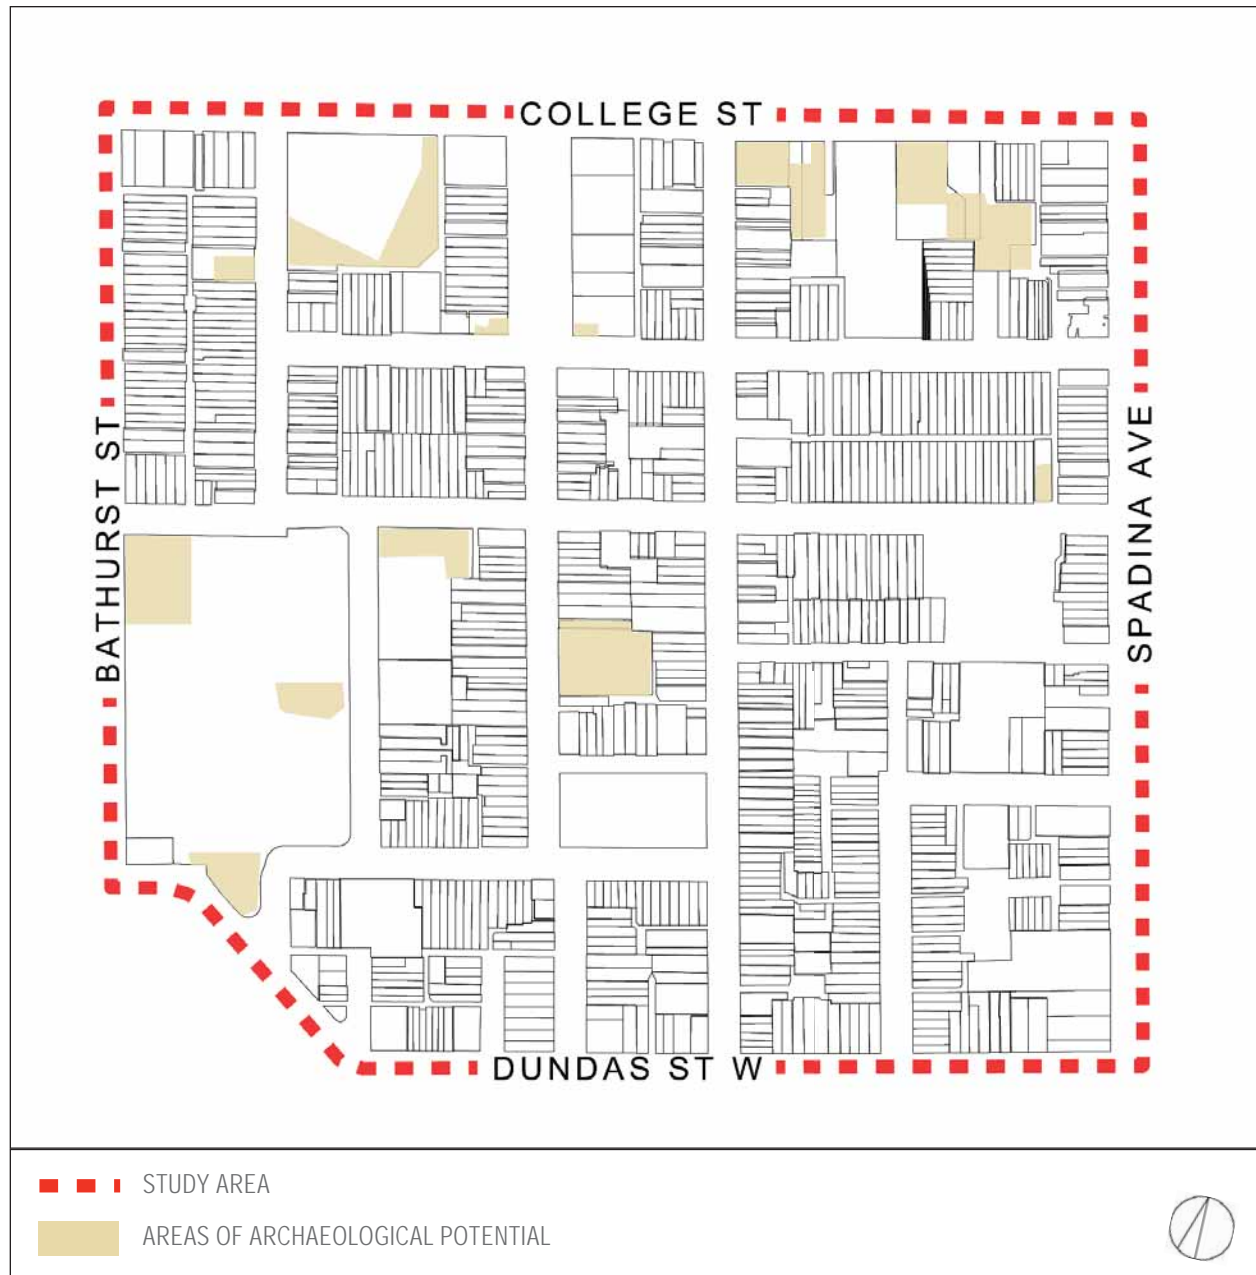 COLLEGE ST
BATHURST ST
SPADINA AVE
DUNDAS ST W
STUDY AREA
AREAS OF ARCHAEOLOGICAL POTENTIAL